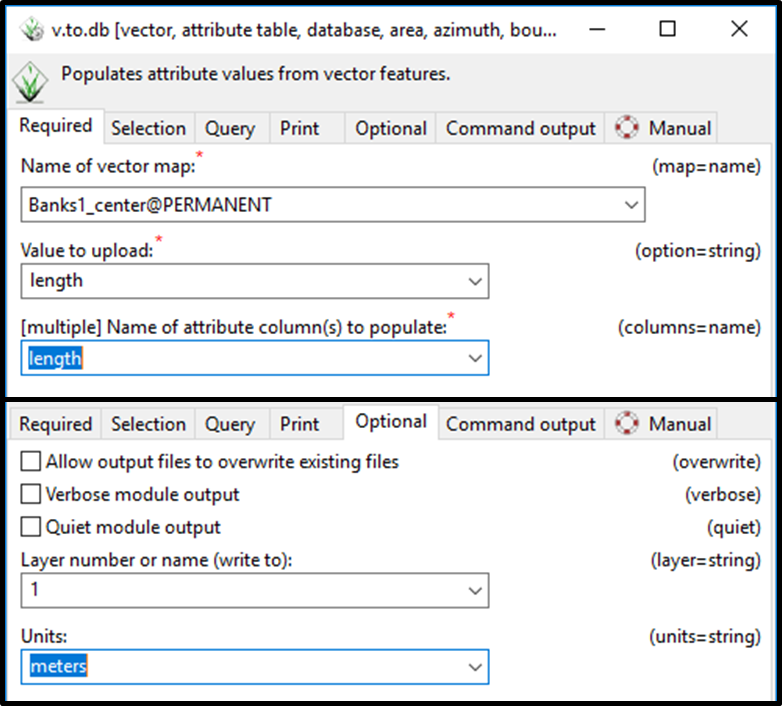 v.to.db [vector, attribute table, database, area, azimuth, bou...
Populates attribute values from vector features.
Required Selection Query Print Optional Command output Manual
Name of vector map:* (map=name)
Banks1_center@PERMANENT
Value to upload:* (option=string)
length
[multiple] Name of attribute column(s) to populate:* (columns=name)
length
Required Selection Query Print Optional Command output Manual
Allow output files to overwrite existing files (overwrite)
Verbose module output (verbose)
Quiet module output (quiet)
Layer number or name (write to): (layer=string)
1
Units: (units=string)
meters